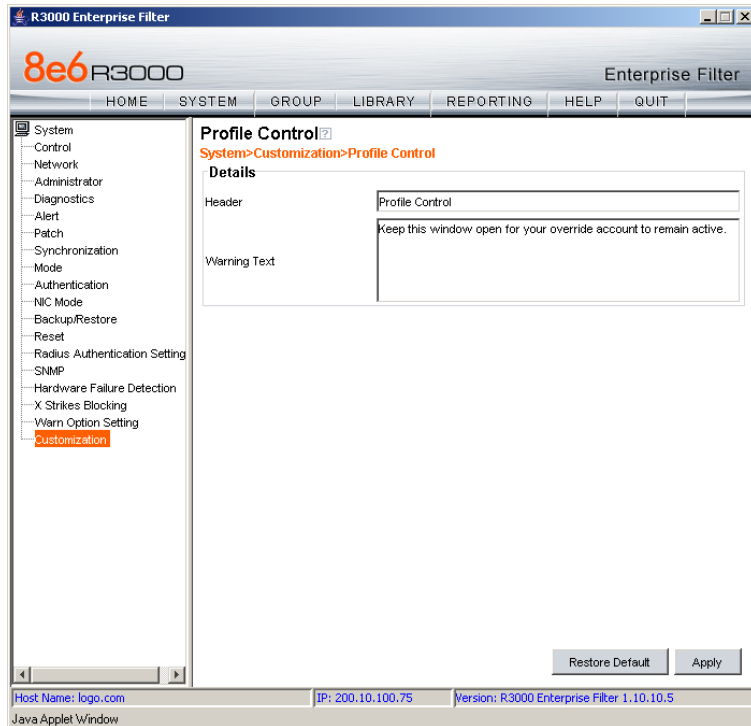 R3000 Enterprise Filter
8e6 R3000
Enterprise Filter
HOME SYSTEM GROUP LIBRARY REPORTING HELP QUIT
System
Control
Network
Administrator
Diagnostics
Alert
Patch
Synchronization
Mode
Authentication
NIC Mode
Backup/Restore
Reset
Radius Authentication Setting
SNMP
Hardware Failure Detection
X Strikes Blocking
Warn Option Setting
Customization
Profile Control ?
System>Customization>Profile Control
Details
Header Profile Control
Warning Text Keep this window open for your override account to remain active.
Restore Default Apply
Host Name: logo.com IP: 200.10.100.75 Version: R3000 Enterprise Filter 1.10.10.5
Java Applet Window